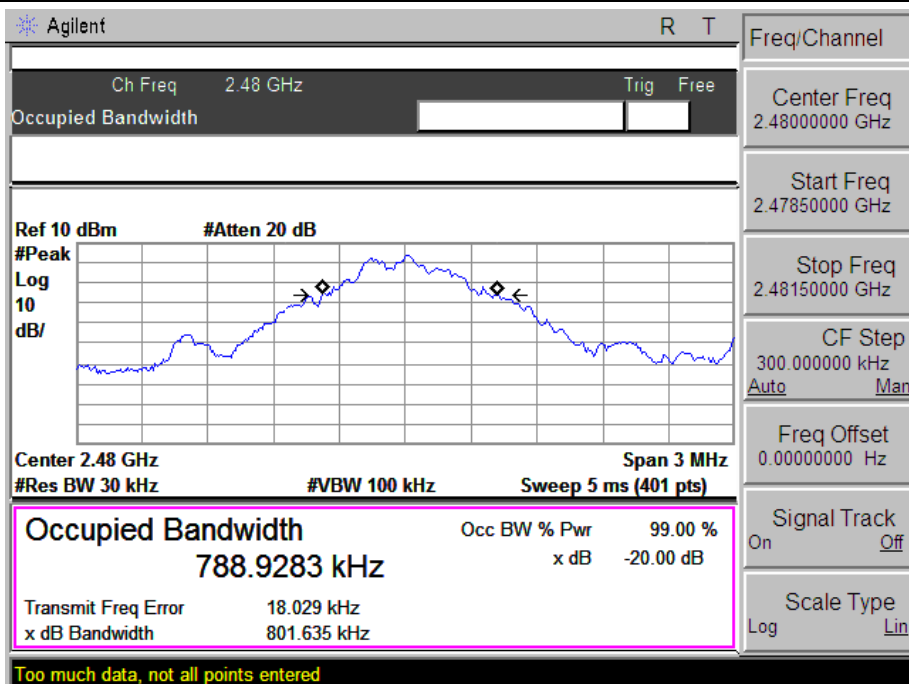 Agilent R T
Ch Freq 2.48 GHz Trig Free
Occupied Bandwidth
Ref 10 dBm #Atten 20 dB
#Peak
Log
10
dB/
Center 2.48 GHz Span 3 MHz
#Res BW 30 kHz #VBW 100 kHz Sweep 5 ms (401 pts)
Occupied Bandwidth Occ BW % Pwr 99.00 %
788.9283 kHz x dB -20.00 dB
Transmit Freq Error 18.029 kHz
x dB Bandwidth 801.635 kHz
Too much data, not all points entered
Freq/Channel
Center Freq
2.48000000 GHz
Start Freq
2.47850000 GHz
Stop Freq
2.48150000 GHz
CF Step
300.000000 kHz
Auto Man
Freq Offset
0.00000000 Hz
Signal Track
On Off
Scale Type
Log Lin